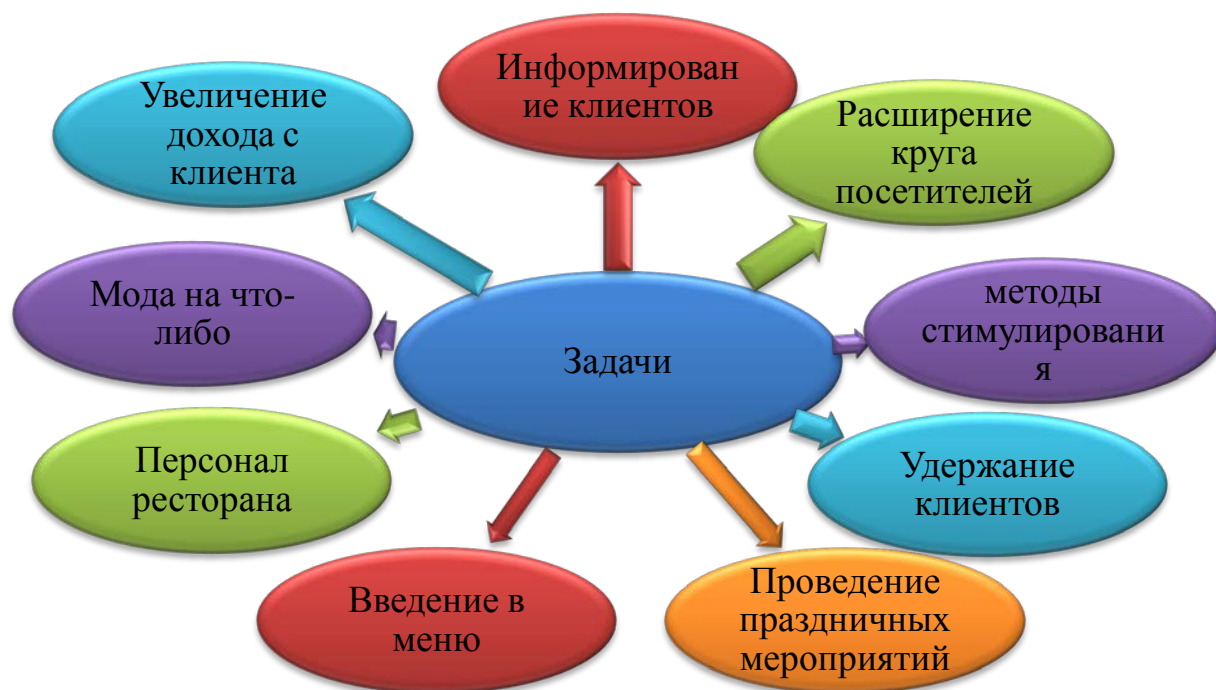 Информирован
ие клиентов
Расширение
круга
посетителей
методы
стимулировани
я
Удержание
клиентов
Проведение
праздничных
мероприятий
Введение в
меню
Персонал
ресторана
Мода на что-
либо
Увеличение
дохода с
клиента
Задачи